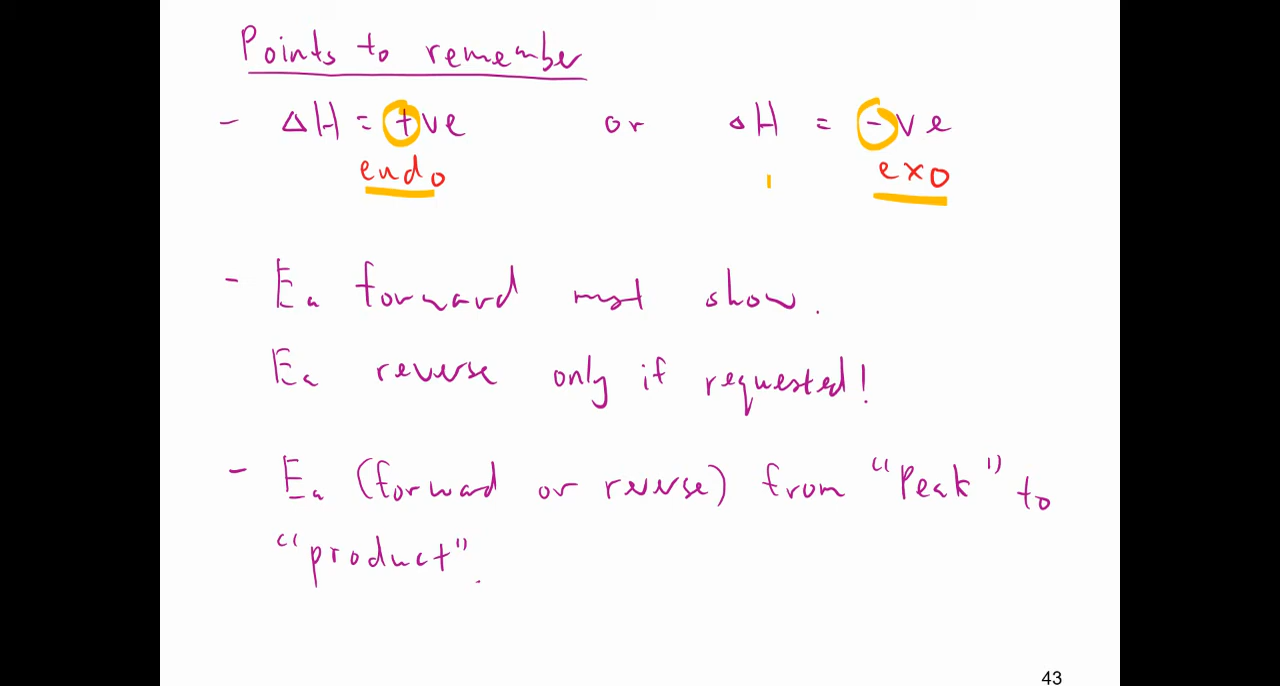 Points to remember
- ΔH = +ve or ΔH = -ve
endo exo
- Ea forward must show.
Ea reverse only if requested!
- Ea (forward or reverse) from "Peak" to
"product".
43